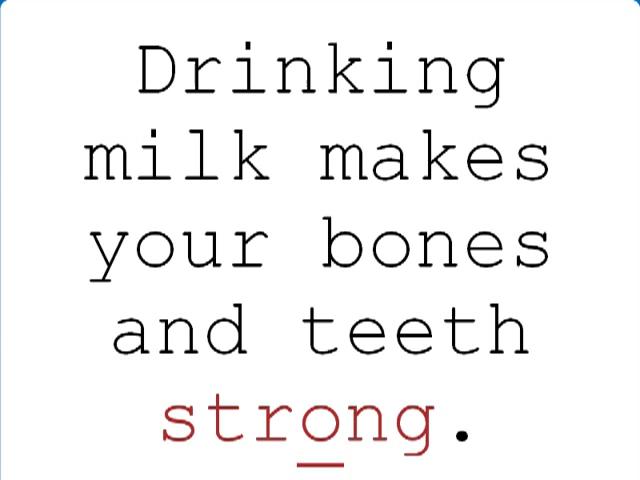 Drinking
milk makes
your bones
and teeth
strong.